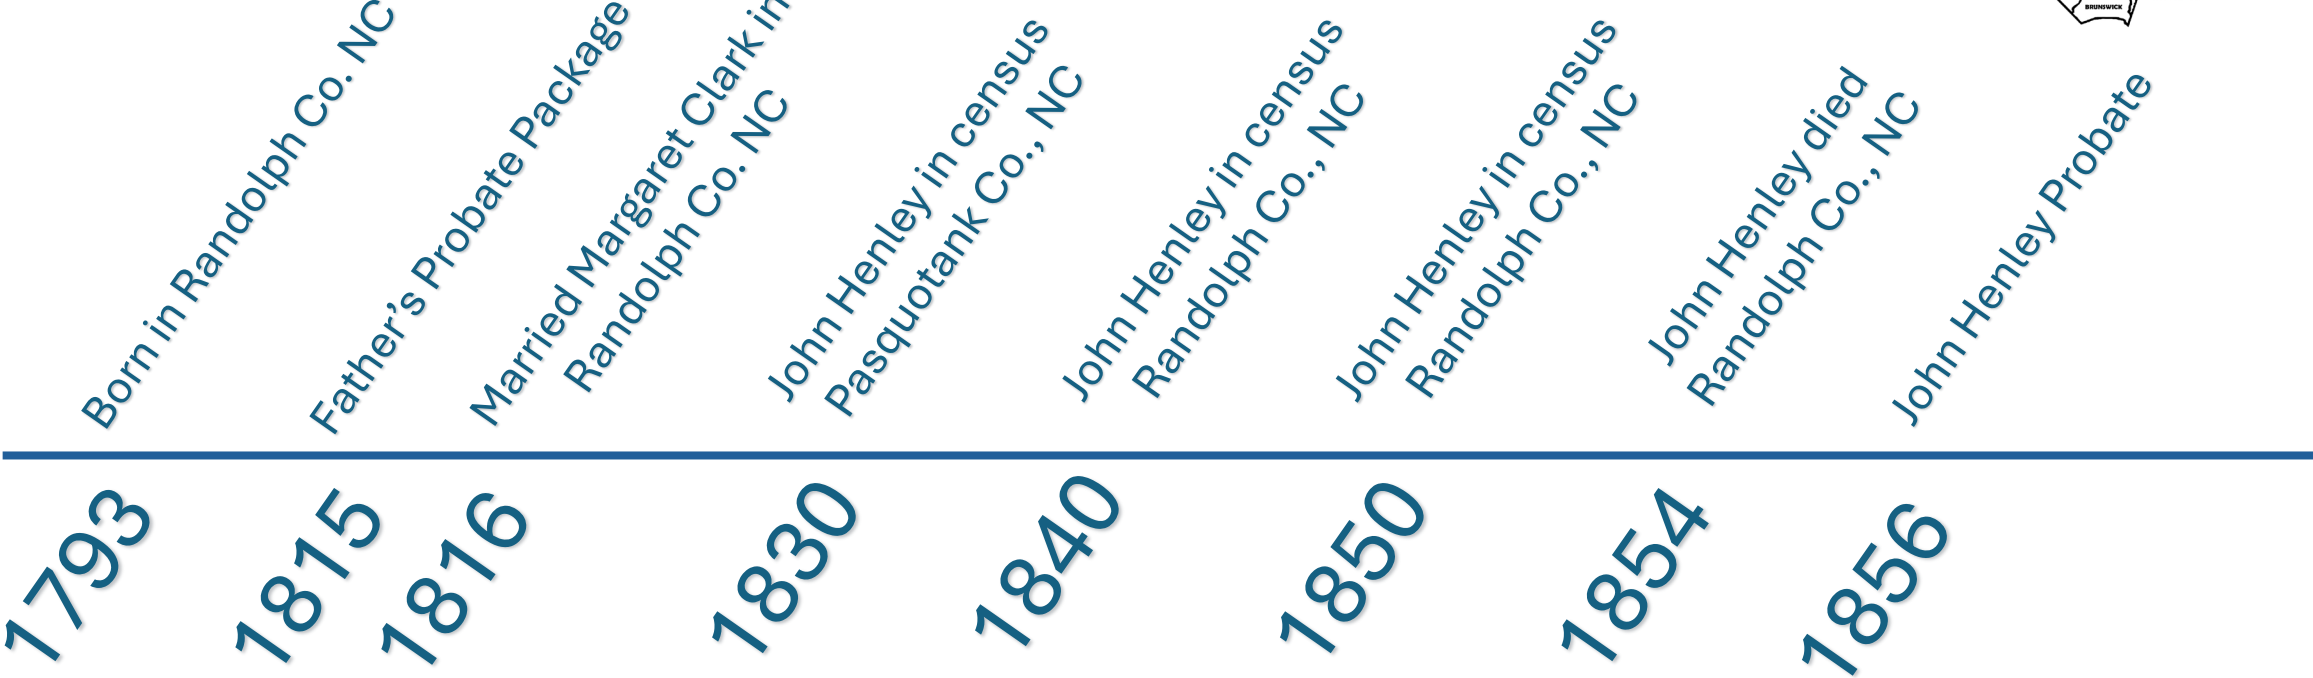 Born in Randolph Co. NC
Father’s Probate Package
Married Margaret Clark in
Randolph Co. NC
John Henley in census
Pasquotank Co., NC
John Henley in census
Randolph Co., NC
John Henley in census
Randolph Co., NC
John Henley died
Randolph Co., NC
John Henley Probate
BRUNSWICK
1793
1815
1816
1830
1840
1850
1854
1856